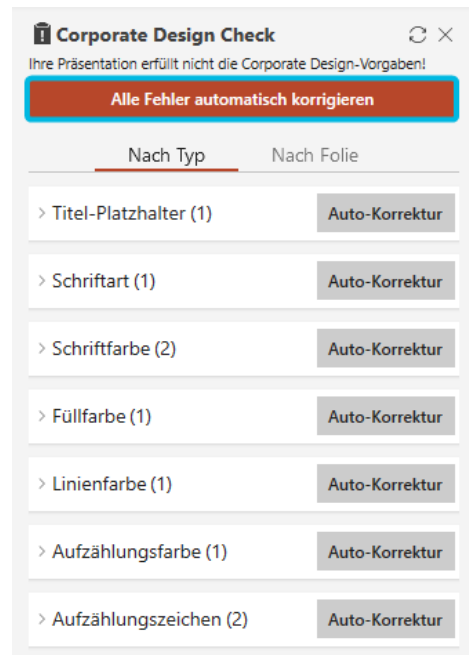 Corporate Design Check
Ihre Präsentation erfüllt nicht die Corporate Design-Vorgaben!
Alle Fehler automatisch korrigieren
Nach Typ Nach Folie
Titel-Platzhalter (1) Auto-Korrektur
Schriftart (1) Auto-Korrektur
Schriftfarbe (2) Auto-Korrektur
Füllfarbe (1) Auto-Korrektur
Linienfarbe (1) Auto-Korrektur
Aufzählungsfarbe (1) Auto-Korrektur
Aufzählungszeichen (2) Auto-Korrektur